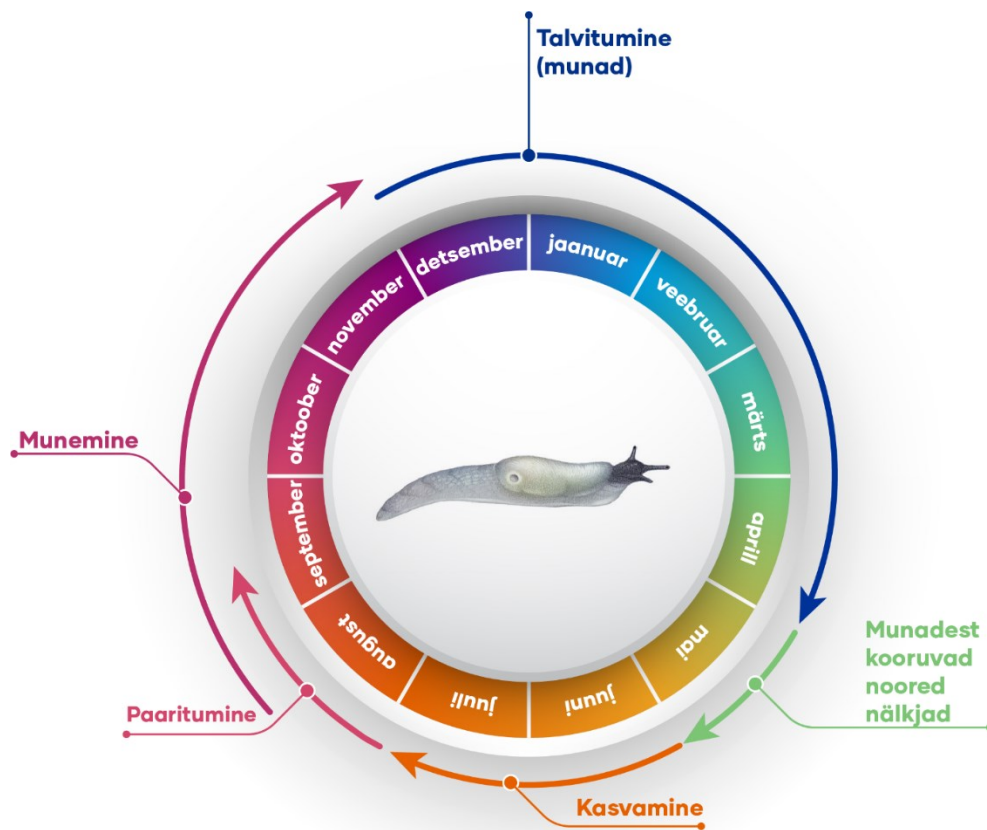 Talvitumine
(munad)
jaanuar
veebruar
märts
aprill
mai
juuni
juuli
august
september
oktoober
november
detsember
Munadest
kooruvad
noored
nälkjad
Kasvamine
Paaritumine
Munemine